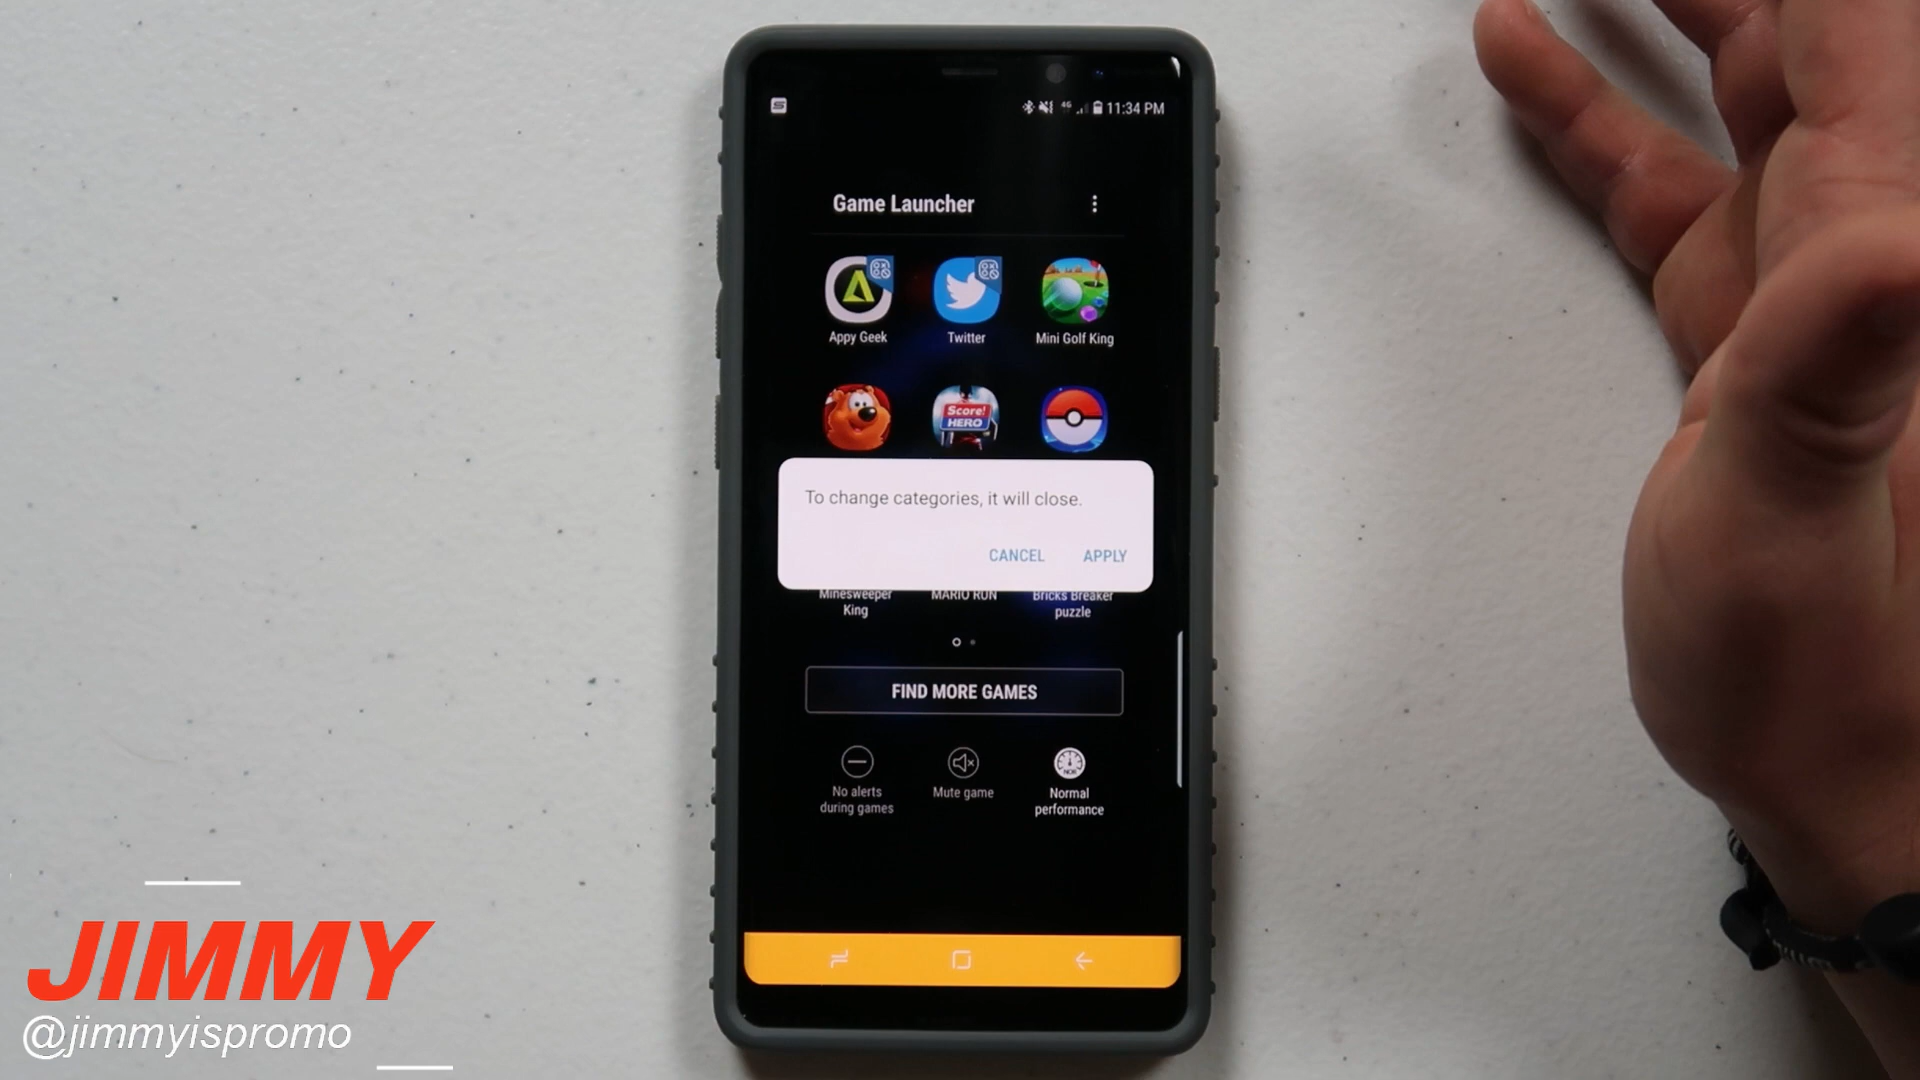 4G 11:34 PM
Game Launcher
Appy Geek Twitter Mini Golf King
Score!
HERO
To change categories, it will close.
CANCEL APPLY
Minesweeper MARIO RUN Bricks Breaker
King puzzle
FIND MORE GAMES
NOR
No alerts Mute game Normal
during games performance
JIMMY
@jimmyispromo